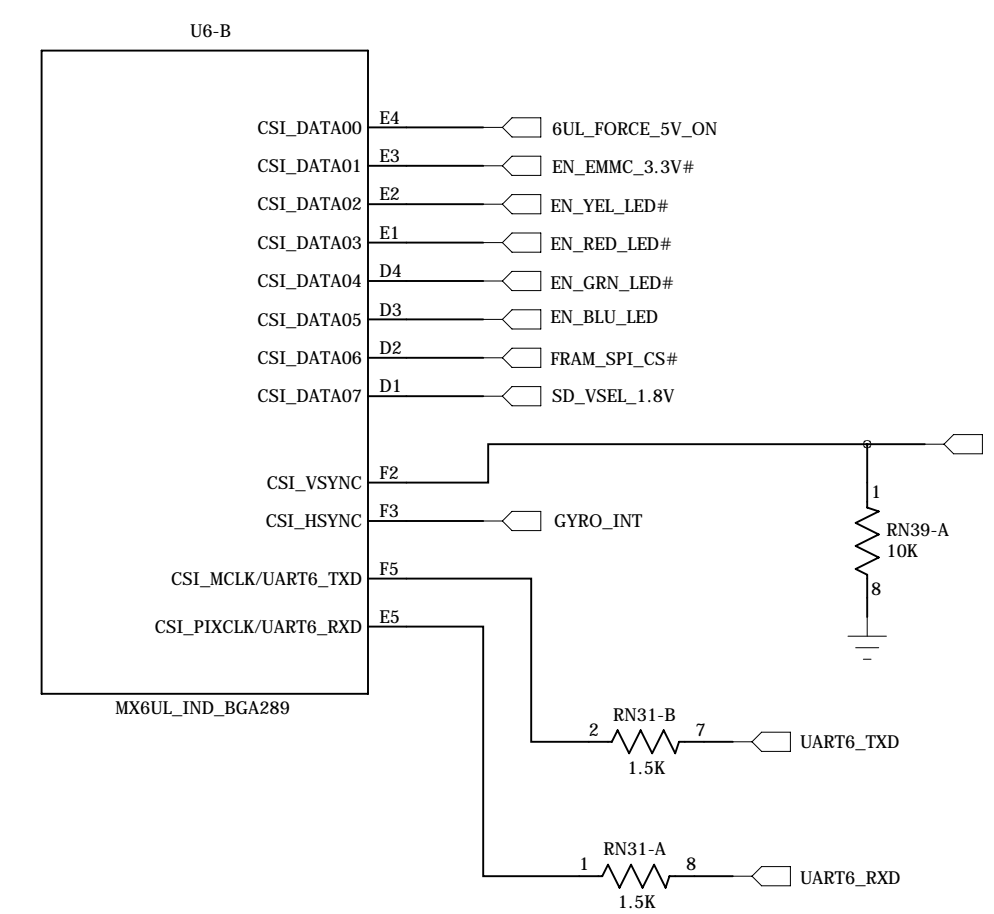 U6-B
CSI_DATA00 E4 6UL_FORCE_5V_ON
CSI_DATA01 E3 EN_EMMC_3.3V#
CSI_DATA02 E2 EN_YEL_LED#
CSI_DATA03 E1 EN_RED_LED#
CSI_DATA04 D4 EN_GRN_LED#
CSI_DATA05 D3 EN_BLU_LED
CSI_DATA06 D2 FRAM_SPI_CS#
CSI_DATA07 D1 SD_VSEL_1.8V
CSI_VSYNC F2
CSI_HSYNC F3 GYRO_INT
1
RN39-A
10K
8
CSI_MCLK/UART6_TXD F5
CSI_PIXCLK/UART6_RXD E5
MX6UL_IND_BGA289
RN31-B
2 7 UART6_TXD
1.5K
RN31-A
1 8 UART6_RXD
1.5K